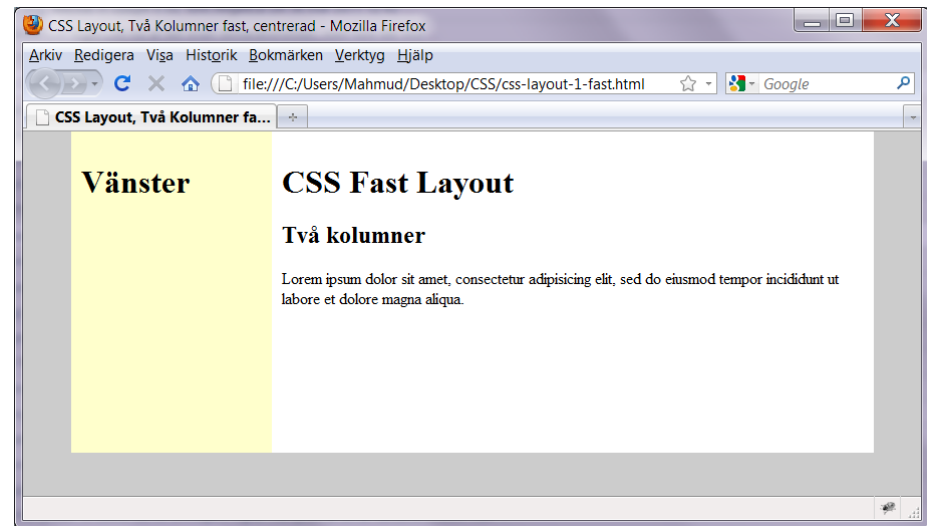 CSS Layout, Två Kolumner fast, centrerad - Mozilla Firefox
Arkiv Redigera Visa Historik Bokmärken Verktyg Hjälp
file:///C:/Users/Mahmud/Desktop/CSS/css-layout-1-fast.html Google
CSS Layout, Två Kolumner fa...
Vänster
CSS Fast Layout
Två kolumner
Lorem ipsum dolor sit amet, consectetur adipisicing elit, sed do eiusmod tempor incididunt ut
labore et dolore magna aliqua.